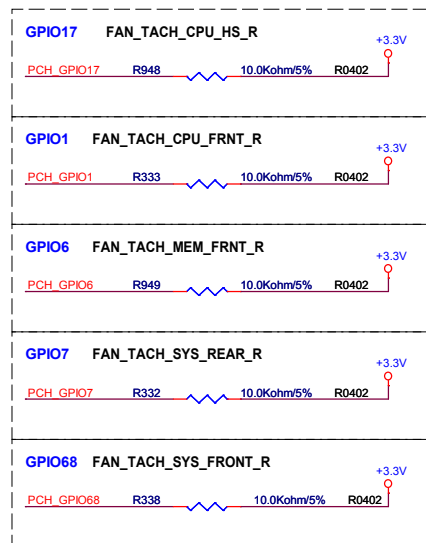 GPIO17 FAN_TACH_CPU_HS_R
+3.3V
PCH_GPIO17 R948 10.0Kohm/5% R0402
GPIO1 FAN_TACH_CPU_FRNT_R
+3.3V
PCH_GPIO1 R333 10.0Kohm/5% R0402
GPIO6 FAN_TACH_MEM_FRNT_R
+3.3V
PCH_GPIO6 R949 10.0Kohm/5% R0402
GPIO7 FAN_TACH_SYS_REAR_R
+3.3V
PCH_GPIO7 R332 10.0Kohm/5% R0402
GPIO68 FAN_TACH_SYS_FRONT_R
+3.3V
PCH_GPIO68 R338 10.0Kohm/5% R0402